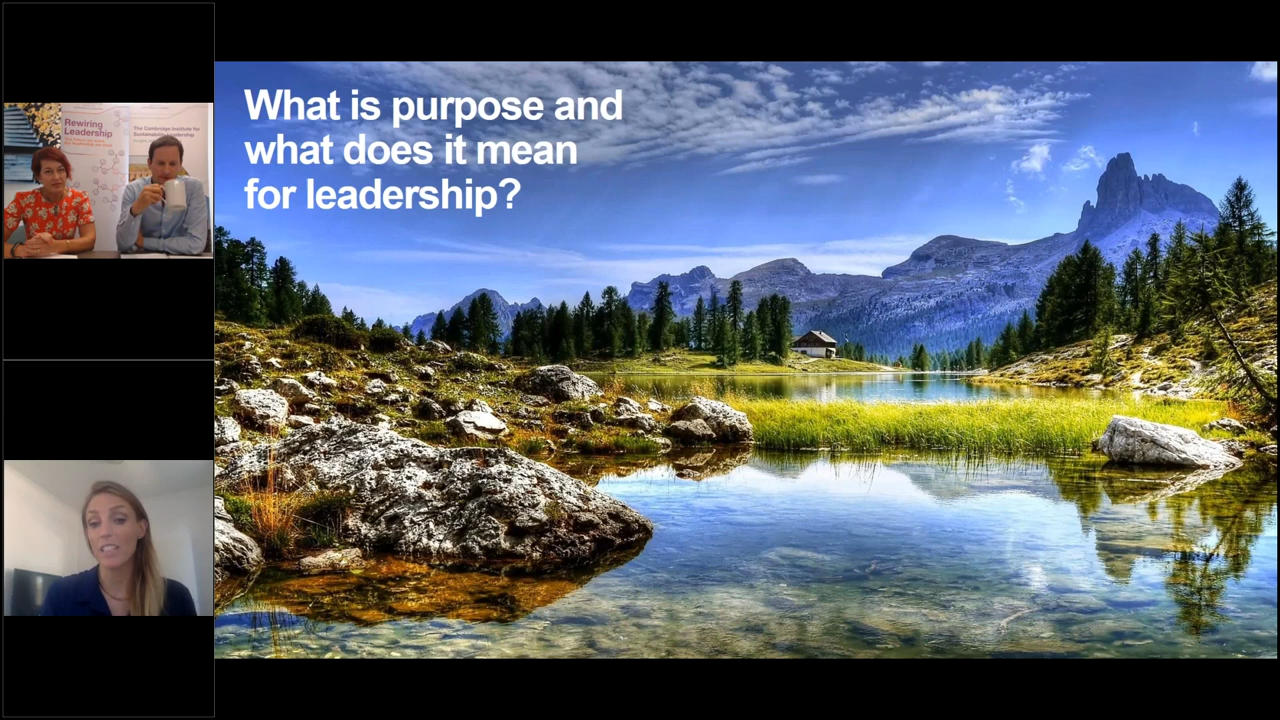 What is purpose and
what does it mean
for leadership?
Rewiring
Leadership
The Cambridge Institute for
Sustainability Leadership